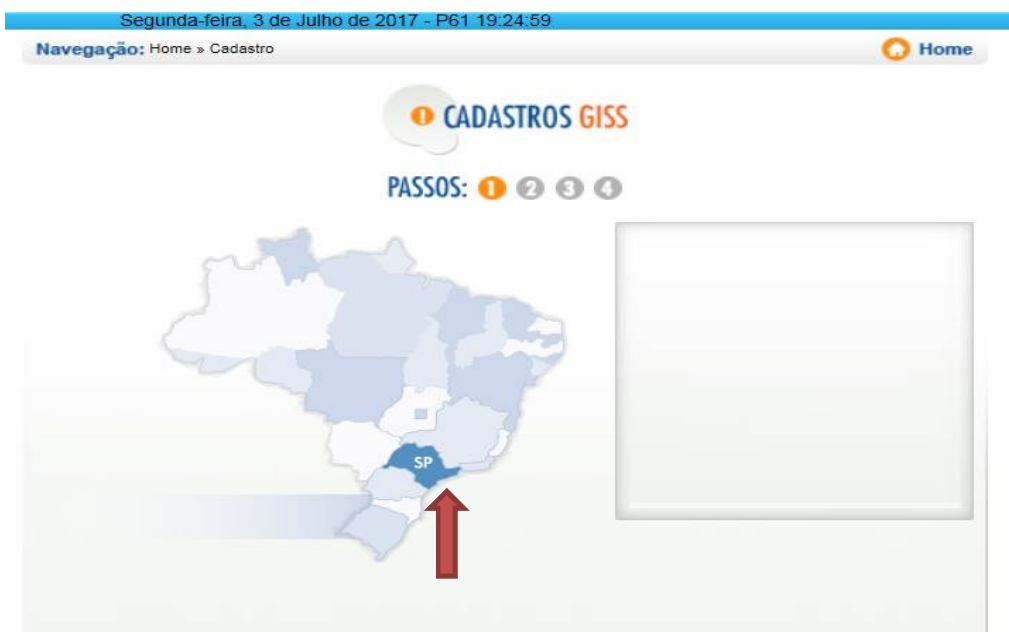 Segunda-feira, 3 de Julho de 2017 - P61 19:24:59
Navegação: Home » Cadastro
Home
! CADASTROS GISS
PASSOS: 1 2 3 4
SP